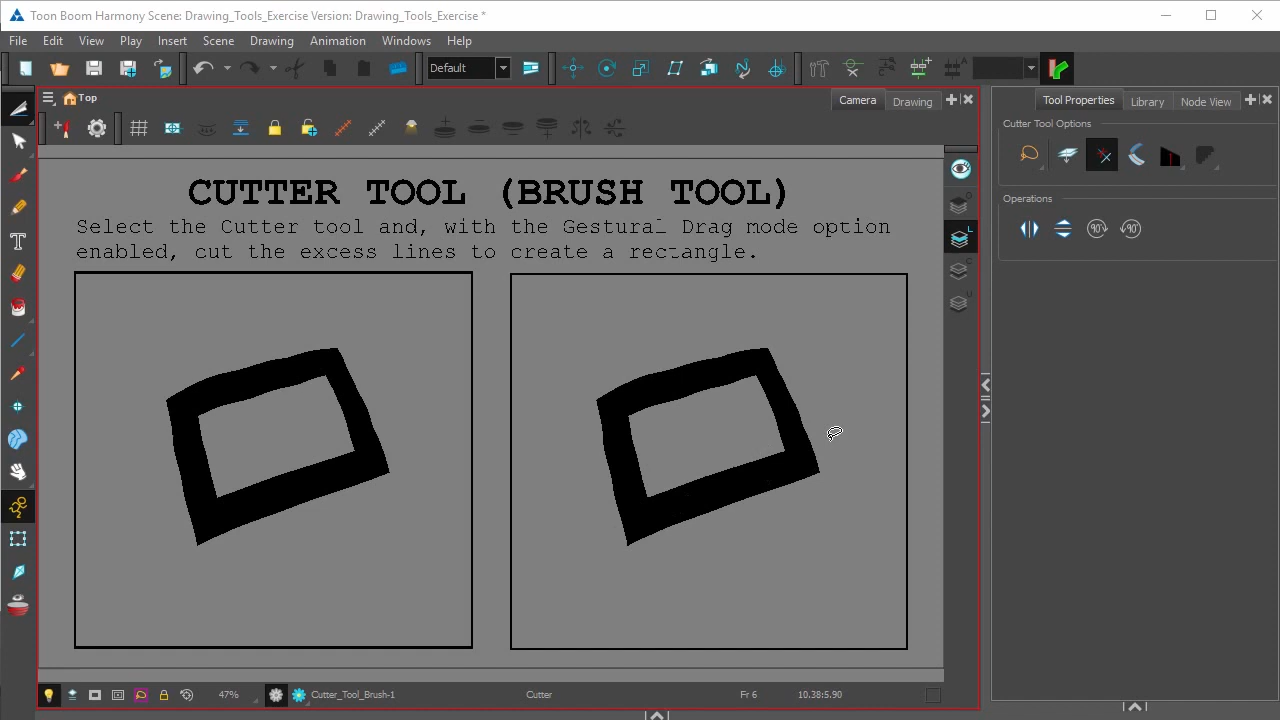 Toon Boom Harmony Scene: Drawing_Tools_Exercise Version: Drawing_Tools_Exercise *
File Edit View Play Insert Scene Drawing Animation Windows Help
Default
Top
Camera
Drawing
Tool Properties
Library
Node View
Cutter Tool Options
Operations
90°
90°
CUTTER TOOL (BRUSH TOOL)
Select the Cutter tool and, with the Gestural Drag mode option
enabled, cut the excess lines to create a rectangle.
L
C
U
47%
Cutter_Tool_Brush-1
Cutter
Fr 6
10.38:5.90